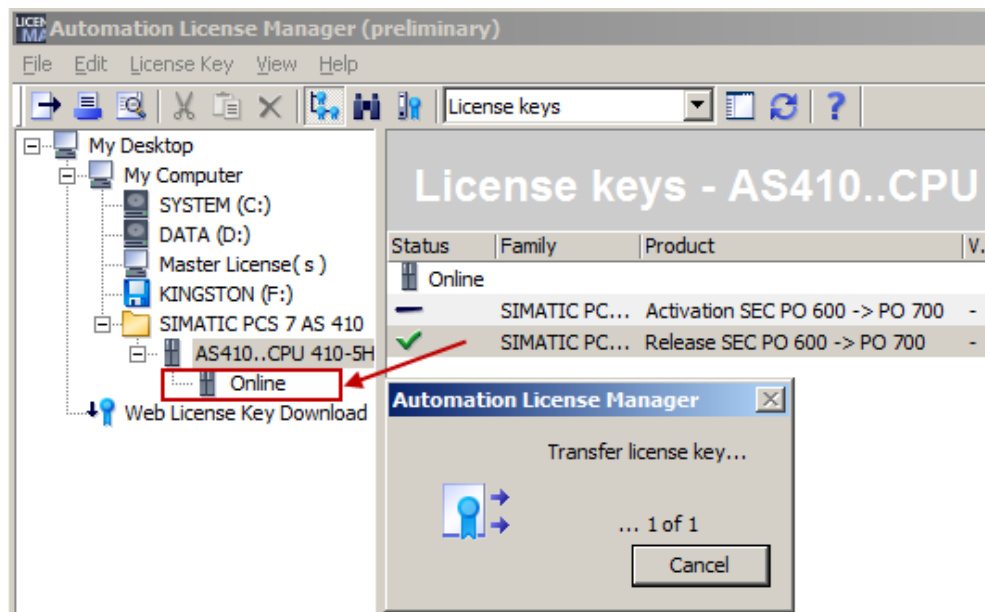 Automation License Manager (preliminary)
File Edit License Key View Help
License keys
My Desktop
My Computer
SYSTEM (C:)
DATA (D:)
Master License( s )
KINGSTON (F:)
SIMATIC PCS 7 AS 410
AS410..CPU 410-5H
Online
Web License Key Download
License keys - AS410..CPU
Status Family Product V.
Online
SIMATIC PC... Activation SEC PO 600 -> PO 700 -
SIMATIC PC... Release SEC PO 600 -> PO 700 -
Automation License Manager
Transfer license key...
... 1 of 1
Cancel